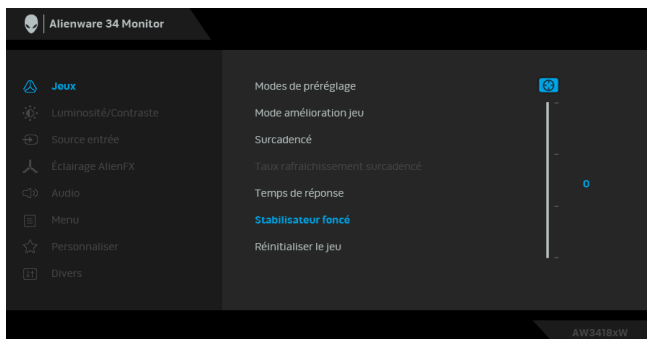 Alienware 34 Monitor
Jeux
Luminosité/Contraste
Source entrée
Éclairage AlienFX
Audio
Menu
Personnaliser
Divers
Modes de préréglage
Mode amélioration jeu
Surcadencé
Taux rafraichissement surcadencé
Temps de réponse
Stabilisateur foncé
Réinitialiser le jeu
0
AW3418xW